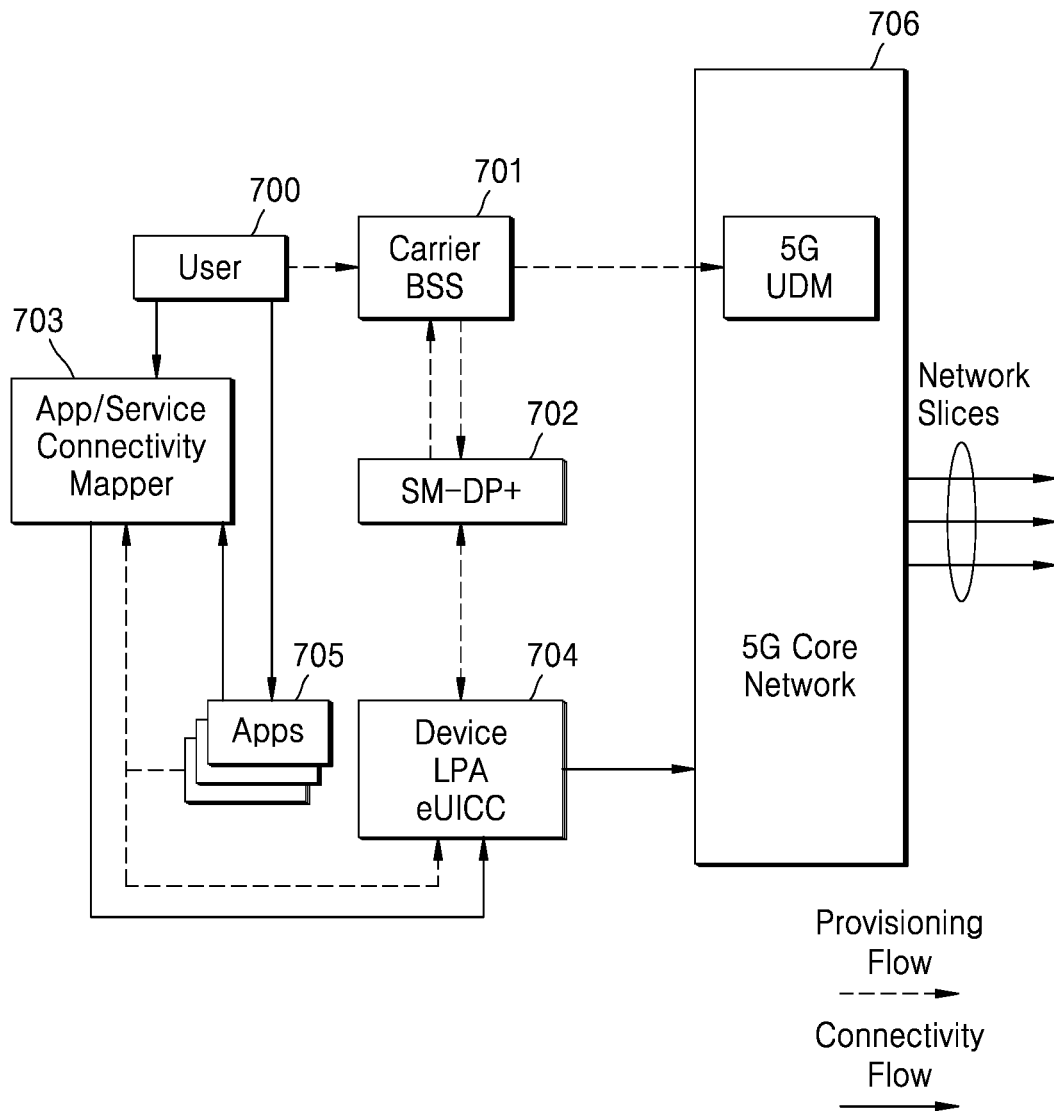 706
701
700
User
Carrier
BSS
5G
UDM
703
App/Service
Connectivity
Mapper
702
SM-DP+
Network
Slices
705
Apps
704
Device
LPA
eUICC
5G Core
Network
Provisioning
Flow
Connectivity
Flow